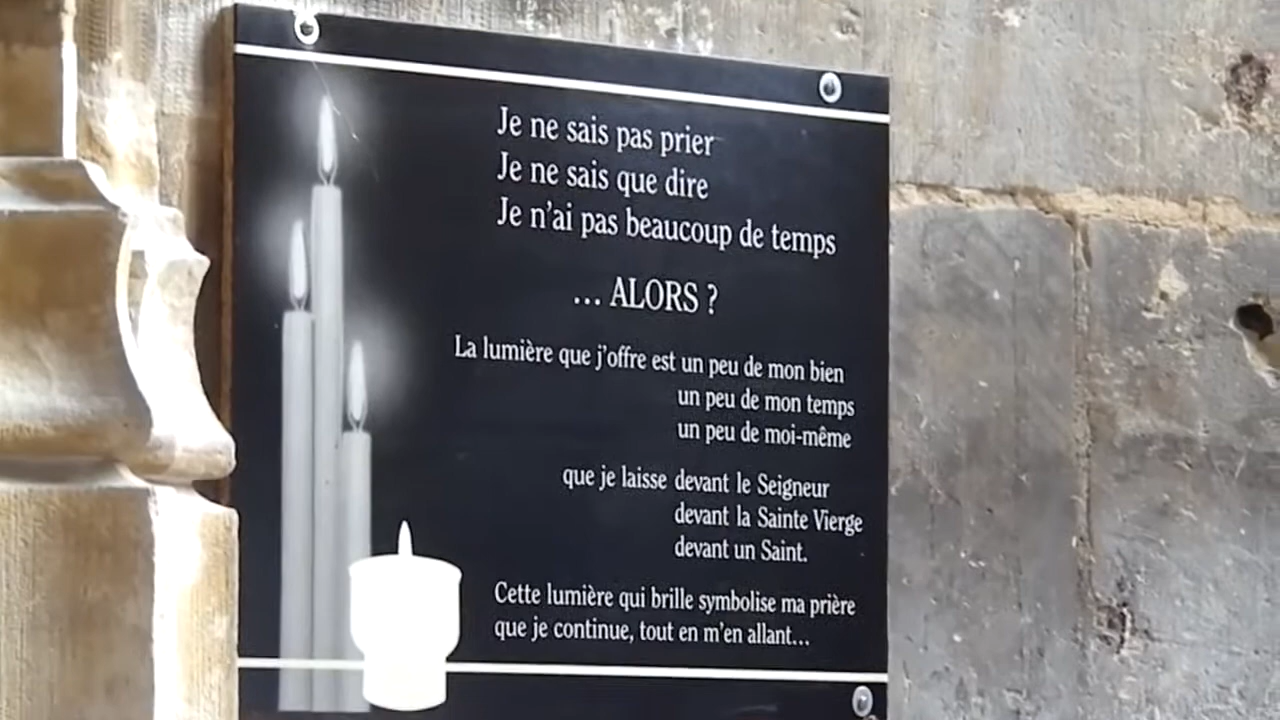 Je ne sais pas prier
Je ne sais que dire
Je n'ai pas beaucoup de temps
... ALORS ?
La lumière que j'offre est un peu de mon bien
un peu de mon temps
un peu de moi-même
que je laisse devant le Seigneur
devant la Sainte Vierge
devant un Saint.
Cette lumière qui brille symbolise ma prière
que je continue, tout en m'en allant...